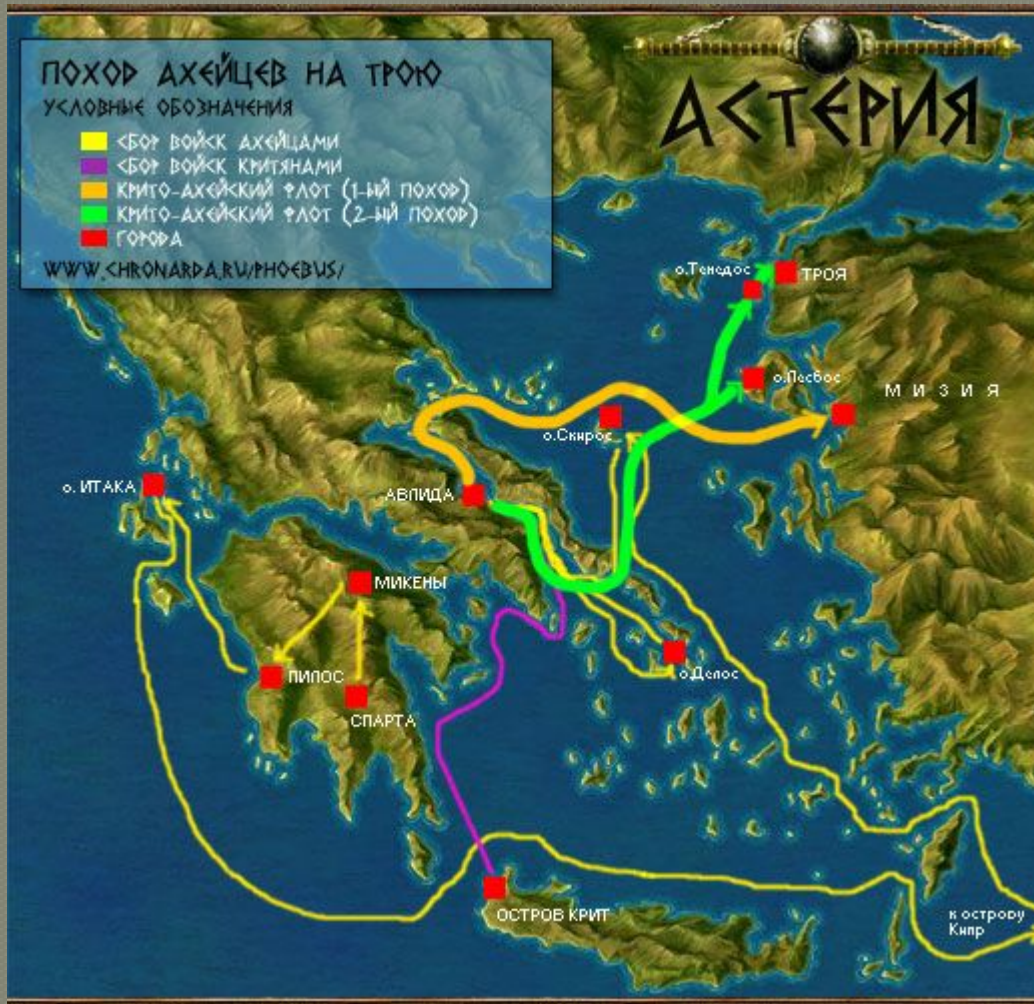 ПОХОД АХЕЙЦЕВ НА ТРОЮ
УСЛОВНЫЕ ОБОЗНАЧЕНИЯ
СБОР ВОЙСК АХЕЙЦАМИ
СБОР ВОЙСК КРИТЯНАМИ
КРИТО-АХЕЙСКИЙ ФЛОТ (1-ЫЙ ПОХОД)
КРИТО-АХЕЙСКИЙ ФЛОТ (2-ЫЙ ПОХОД)
ГОРОДА
WWW.CHRONARDA.RU/PHOEBUS/
АСТЕРИЯ
о.Тенедос
ТРОЯ
о.Лесбос
МИЗИЯ
о.Скирос
о. ИТАКА
АВЛИДА
МИКЕНЫ
ПИЛОС
о.Делос
СПАРТА
ОСТРОВ КРИТ
к острову
Кипр